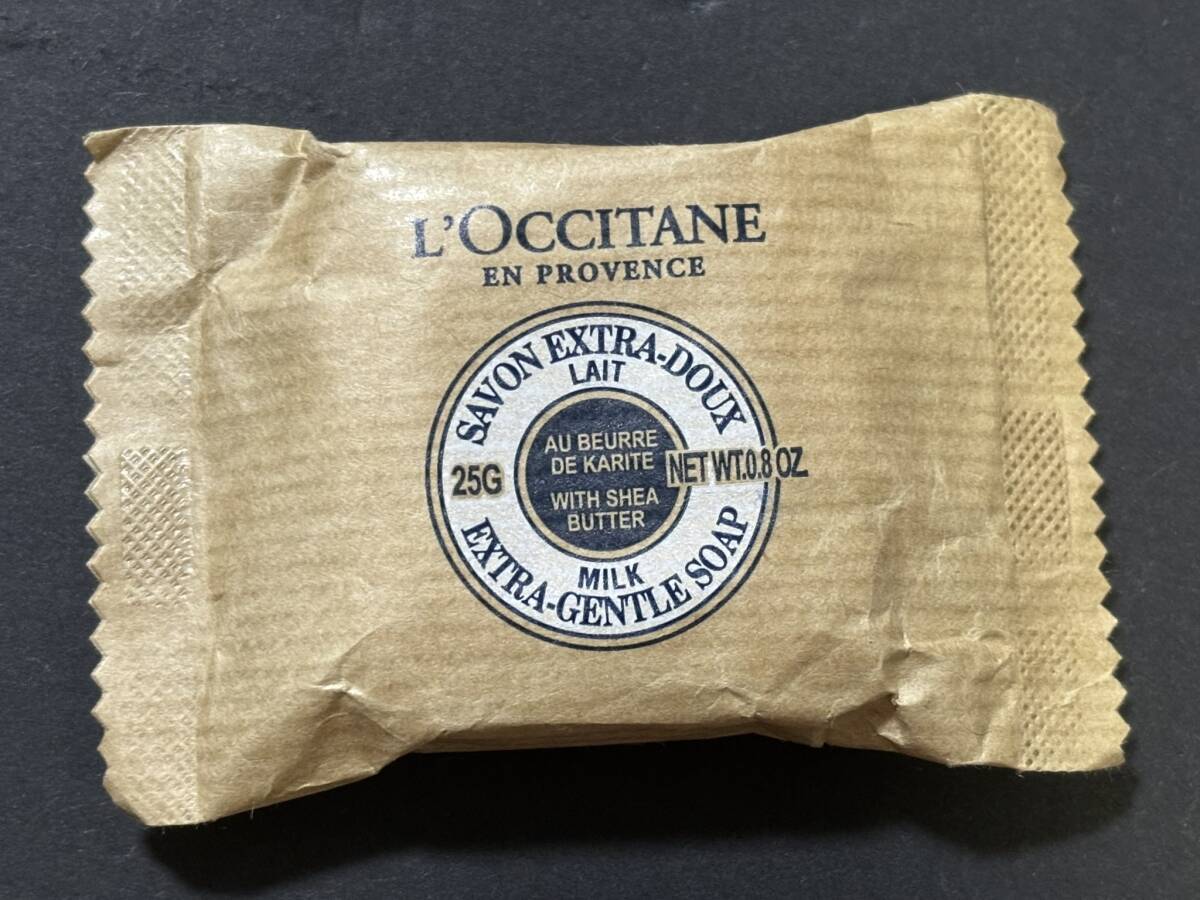 L'OCCITANE
EN PROVENCE
SAVON EXTRA-DOUX
LAIT
AU BEURRE
DE KARITE
25G
NET WT.0.8 OZ
WITH SHEA
BUTTER
MILK
EXTRA-GENTLE SOAP